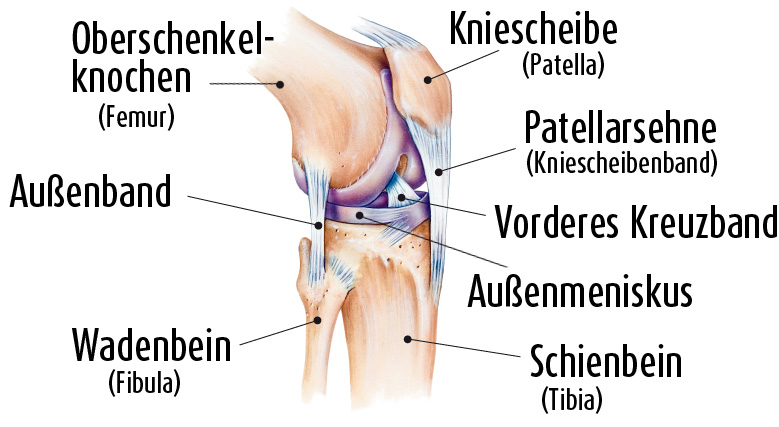 Oberschenkel-
knochen
(Femur)
Kniescheibe
(Patella)
Patellarsehne
(Kniescheibenband)
Außenband
Vorderes Kreuzband
Außenmeniskus
Wadenbein
(Fibula)
Schienbein
(Tibia)